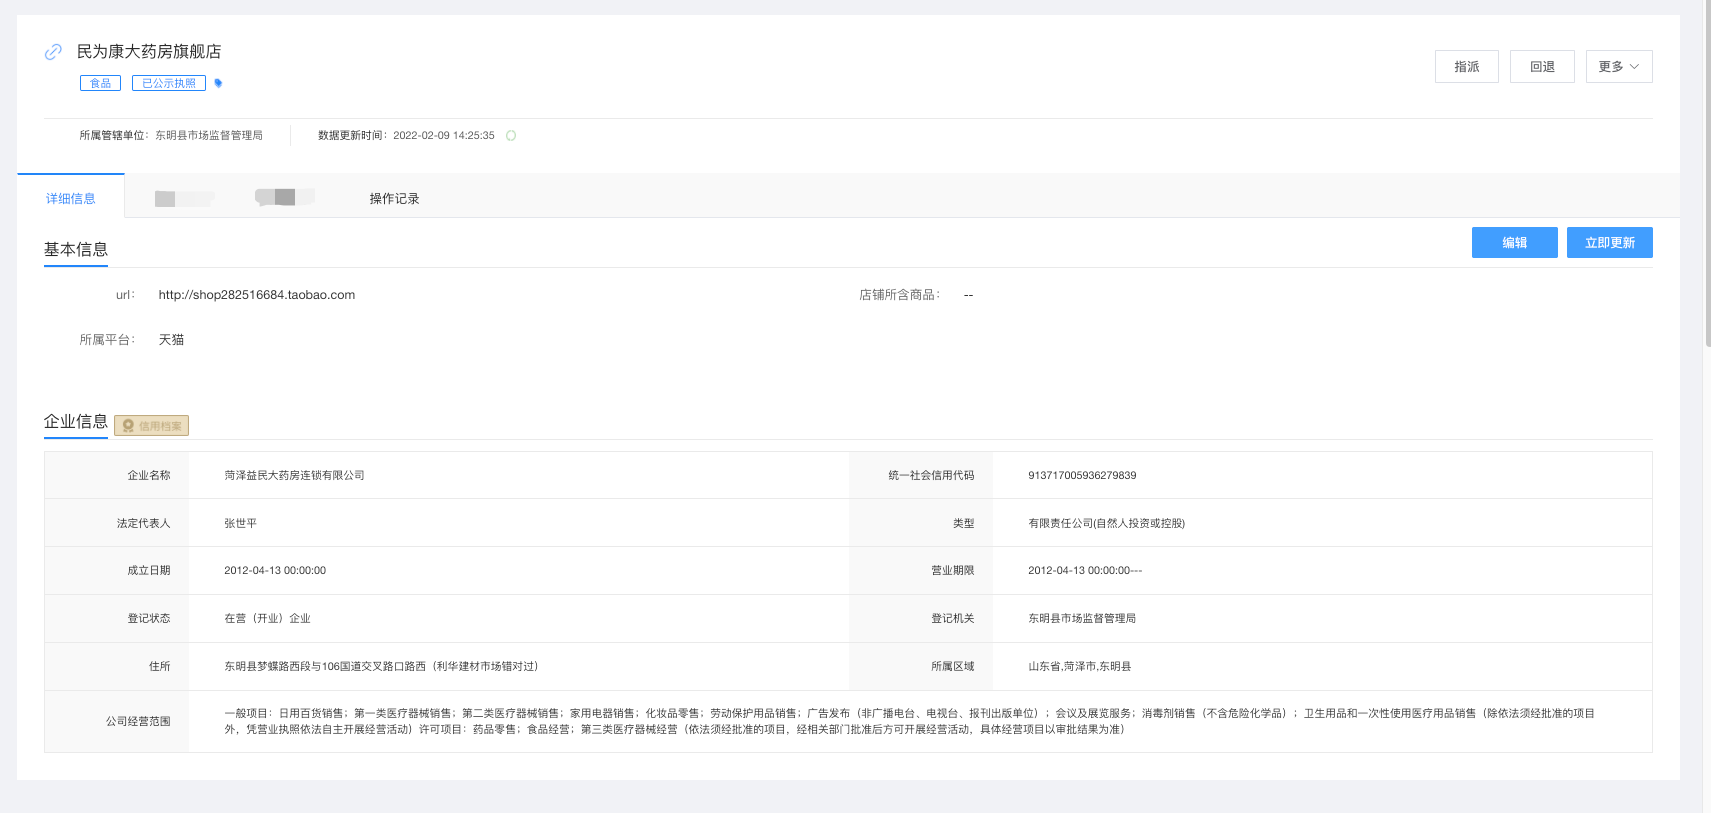 民为康大药房旗舰店
指派
回退
更多
食品
已公示执照
所属管辖单位：东明县市场监督管理局
数据更新时间：2022-02-09 14:25:35
详细信息
操作记录
基本信息
编辑
立即更新
url：
http://shop282516684.taobao.com
店铺所含商品：
--
所属平台：
天猫
企业信息
信用档案
企业名称
菏泽益民大药房连锁有限公司
统一社会信用代码
913717005936279839
法定代表人
张世平
类型
有限责任公司(自然人投资或控股)
成立日期
2012-04-13 00:00:00
营业期限
2012-04-13 00:00:00---
登记状态
在营（开业）企业
登记机关
东明县市场监督管理局
住所
东明县梦蝶路西段与106国道交叉路口路西（利华建材市场错对过）
所属区域
山东省,菏泽市,东明县
公司经营范围
一般项目：日用百货销售；第一类医疗器械销售；第二类医疗器械销售；家用电器销售；化妆品零售；劳动保护用品销售；广告发布（非广播电台、电视台、报刊出版单位）；会议及展览服务；消毒剂销售（不含危险化学品）；卫生用品和一次性使用医疗用品销售（除依法须经批准的项目
外，凭营业执照依法自主开展经营活动）许可项目：药品零售；食品经营；第三类医疗器械经营（依法须经批准的项目，经相关部门批准后方可开展经营活动，具体经营项目以审批结果为准）